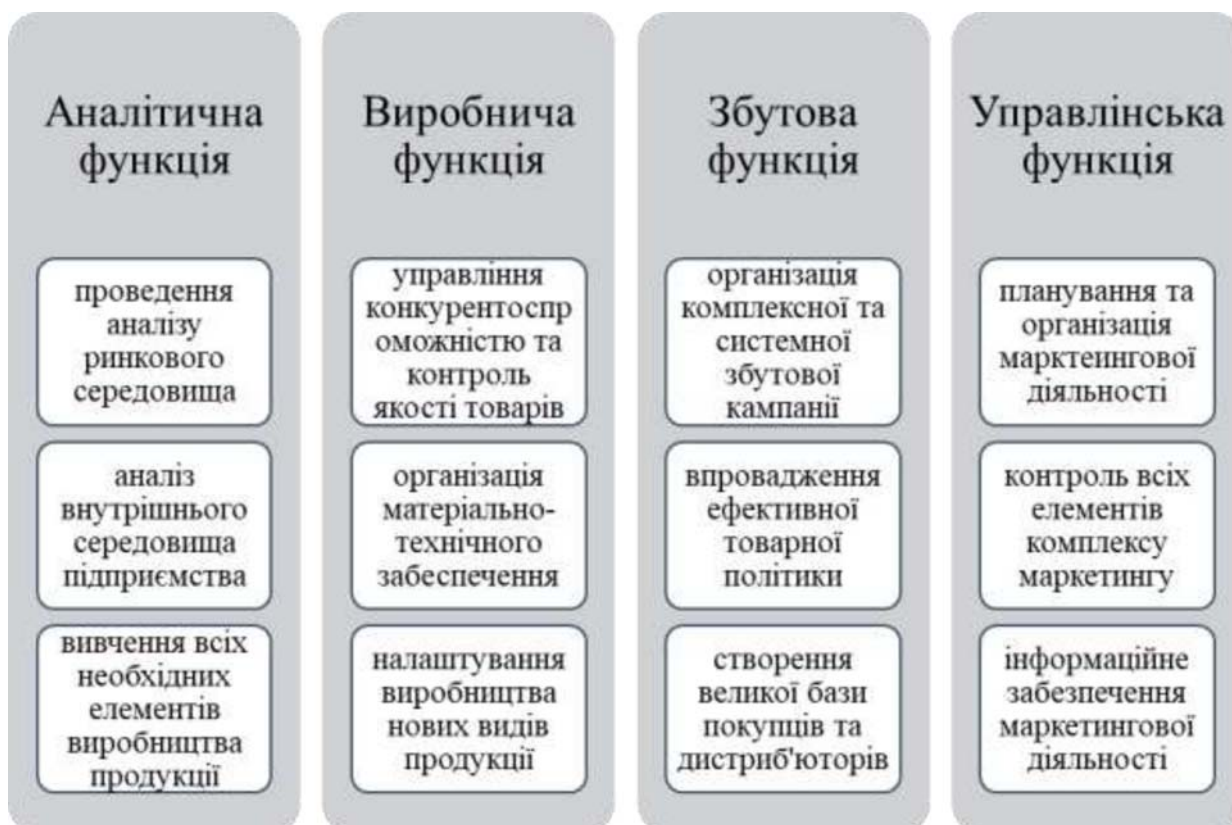 Аналітична
функція
проведення
аналізу
ринкового
середовища
аналіз
внутрішнього
середовища
підприємства
вивчення всіх
необхідних
елементів
виробництва
продукції
Виробнича
функція
управління
конкурентоспр
оможністю та
контроль
якості товарів
організація
матеріально-
технічного
забеспечення
налаштування
виробництва
нових видів
продукції
Збутова
функція
організація
комплексної та
системної
збутової
кампанії
впровадження
ефективної
товарної
політики
створення
великої бази
покупців та
дистриб'юторів
Управлінська
функція
планування та
організація
марктеингової
діяльності
контроль всіх
елементів
комплексу
маркетингу
інформаційне
забезпечення
маркетингової
діяльності